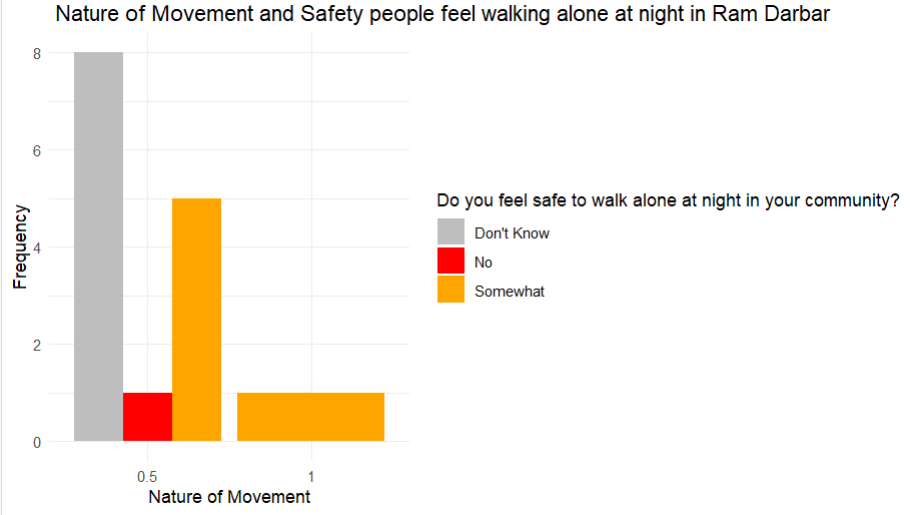 Nature of Movement and Safety people feel walking alone at night in Ram Darbar
8
6
4
2
0
Frequency
0.5
1
Nature of Movement
Do you feel safe to walk alone at night in your community?
Don't Know
No
Somewhat